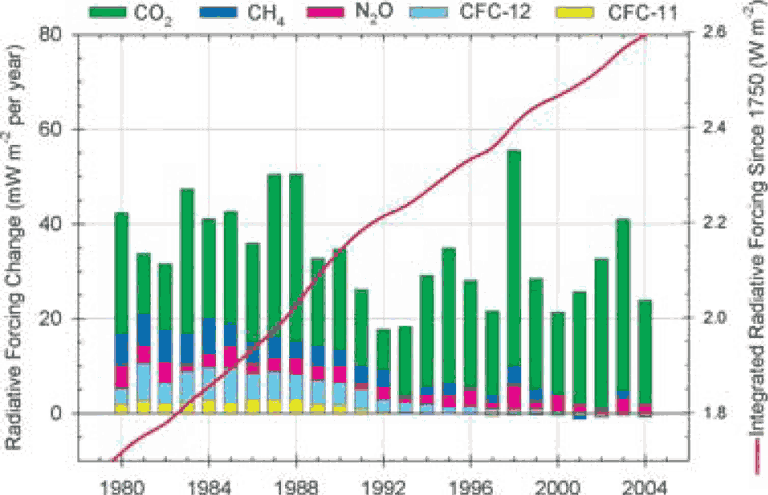 CO₂ CH₄ N₂O CFC-12 CFC-11
Radiative Forcing Change (mW m⁻² per year)
80
60
40
20
0
2.6
2.4
2.2
2.0
1.8
Integrated Radiative Forcing Since 1750 (W m⁻²)
1980 1984 1988 1992 1996 2000 2004